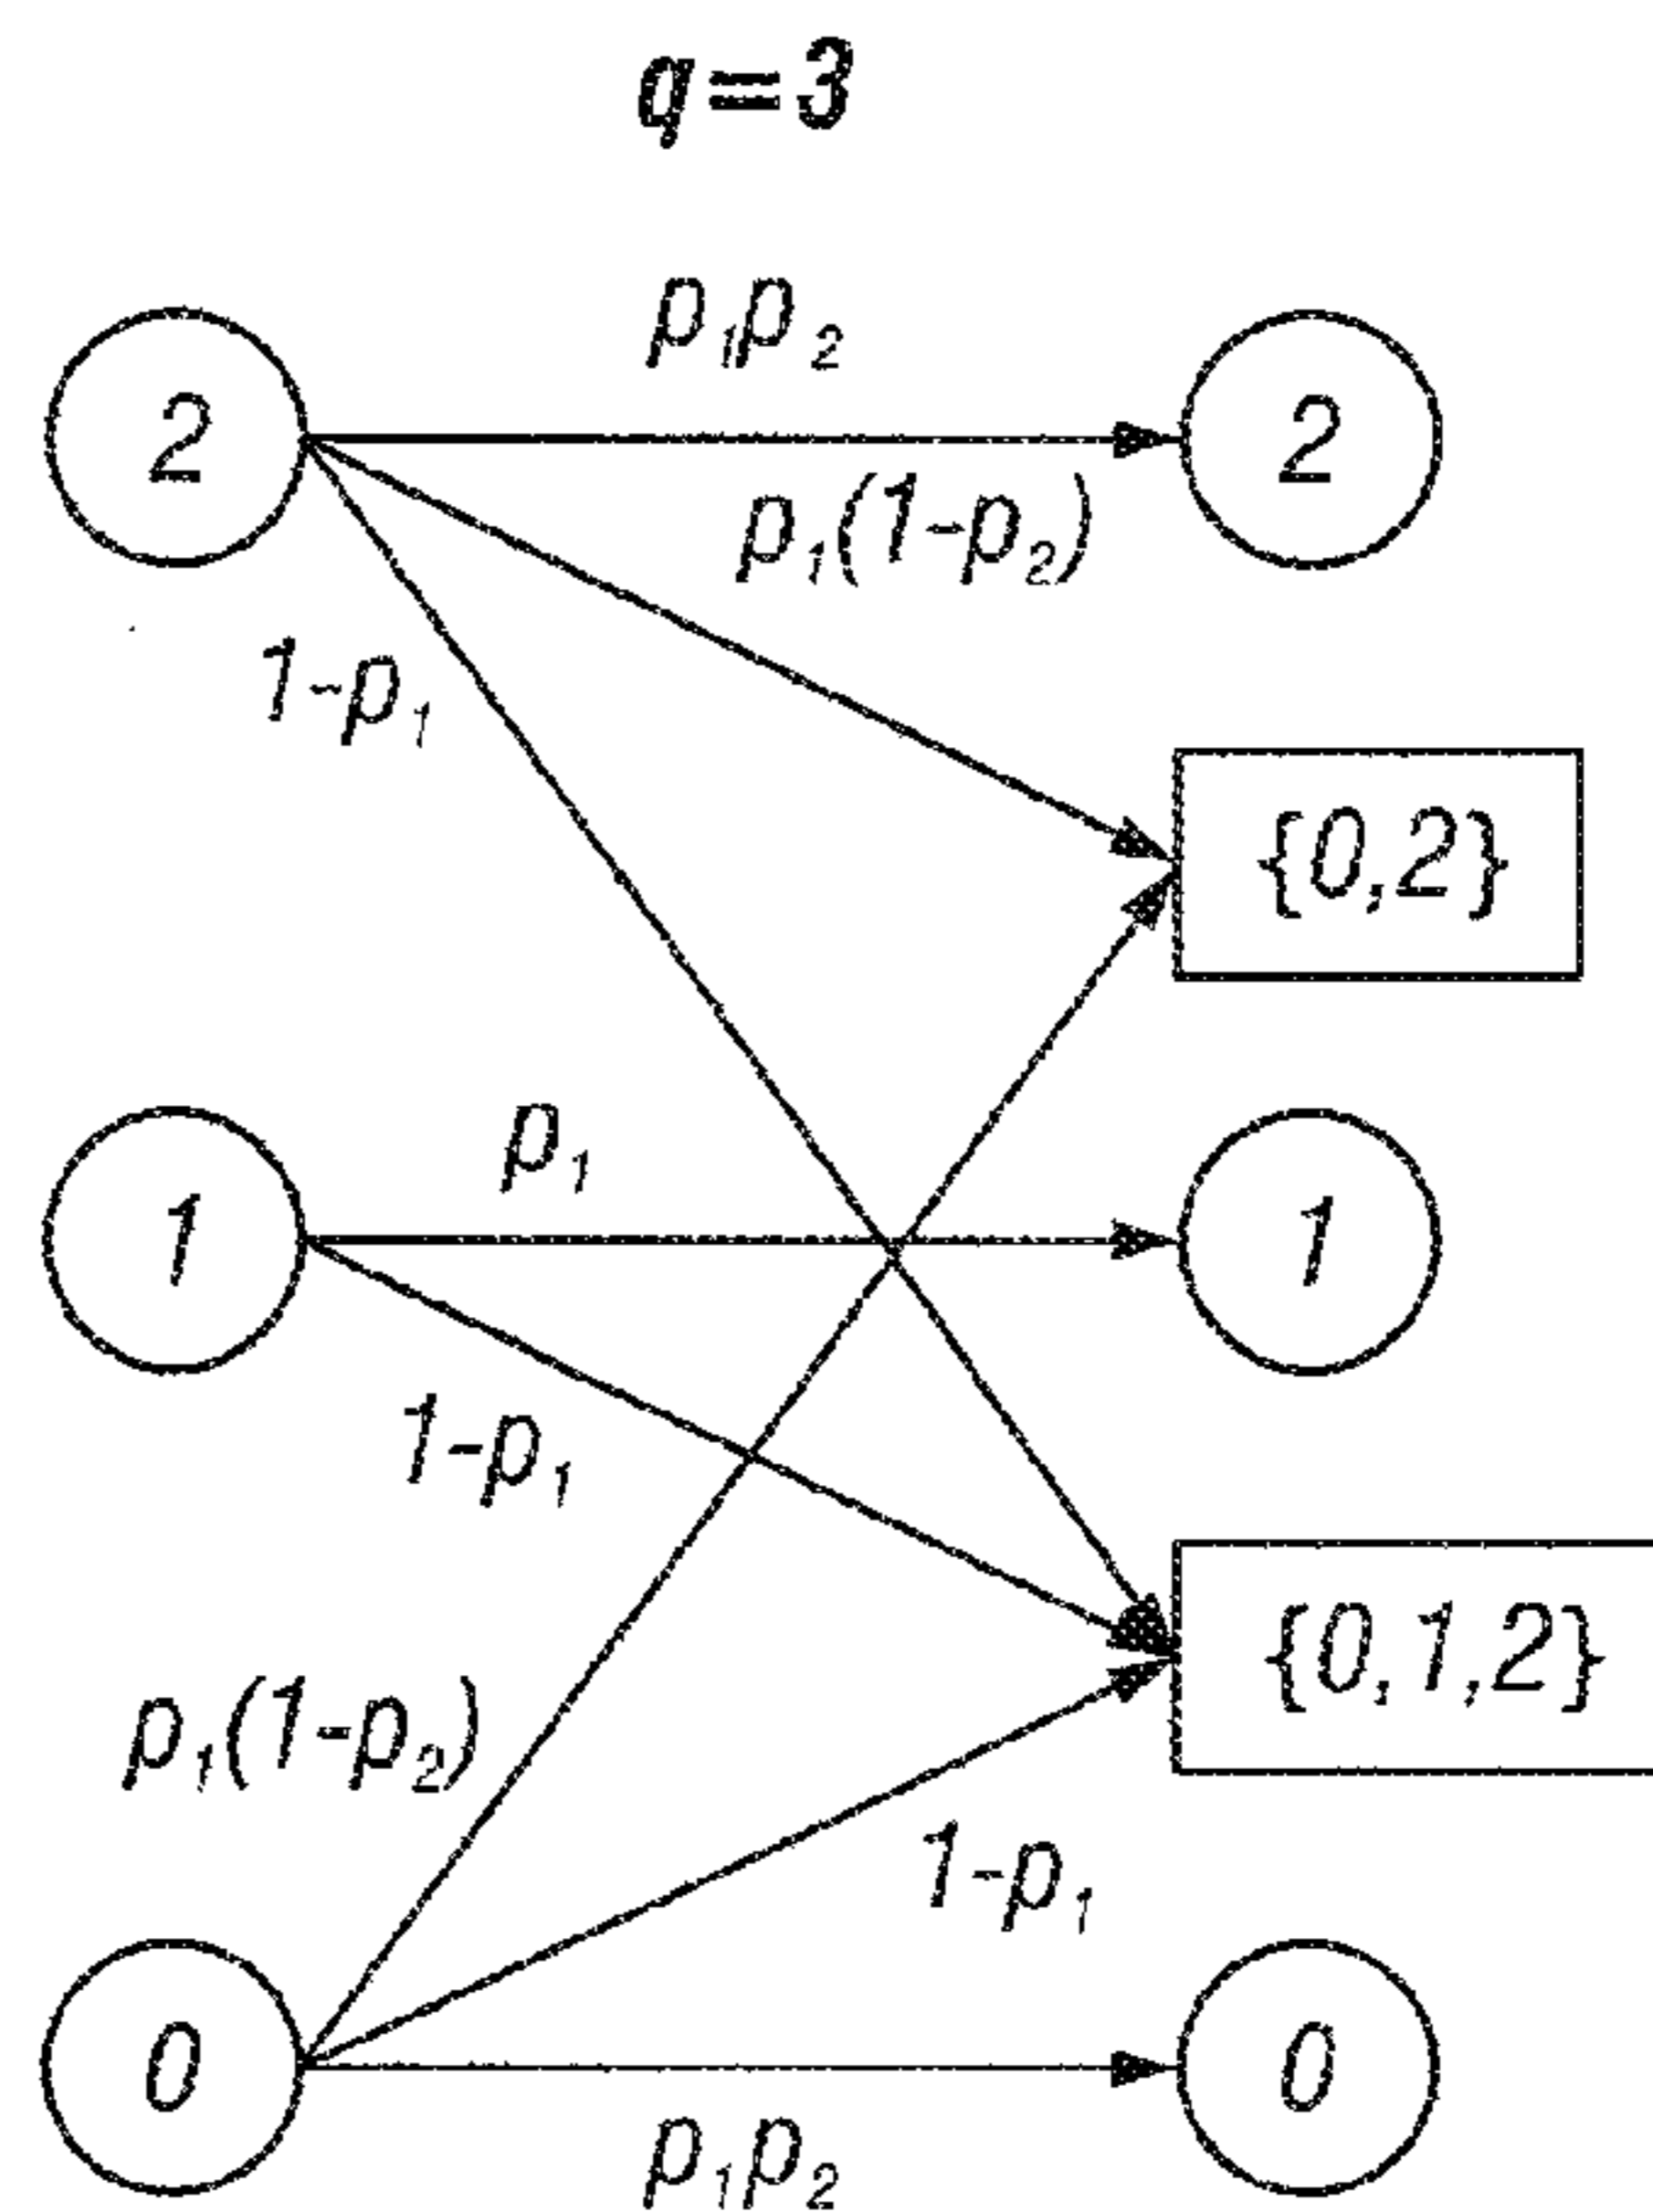 q=3
p₁p₂
2
2
p₁(1-p₂)
1-p₁
{0,2}
p₁
1
1
1-p₁
{0,1,2}
p₁(1-p₂)
1-p₁
0
0
p₁p₂